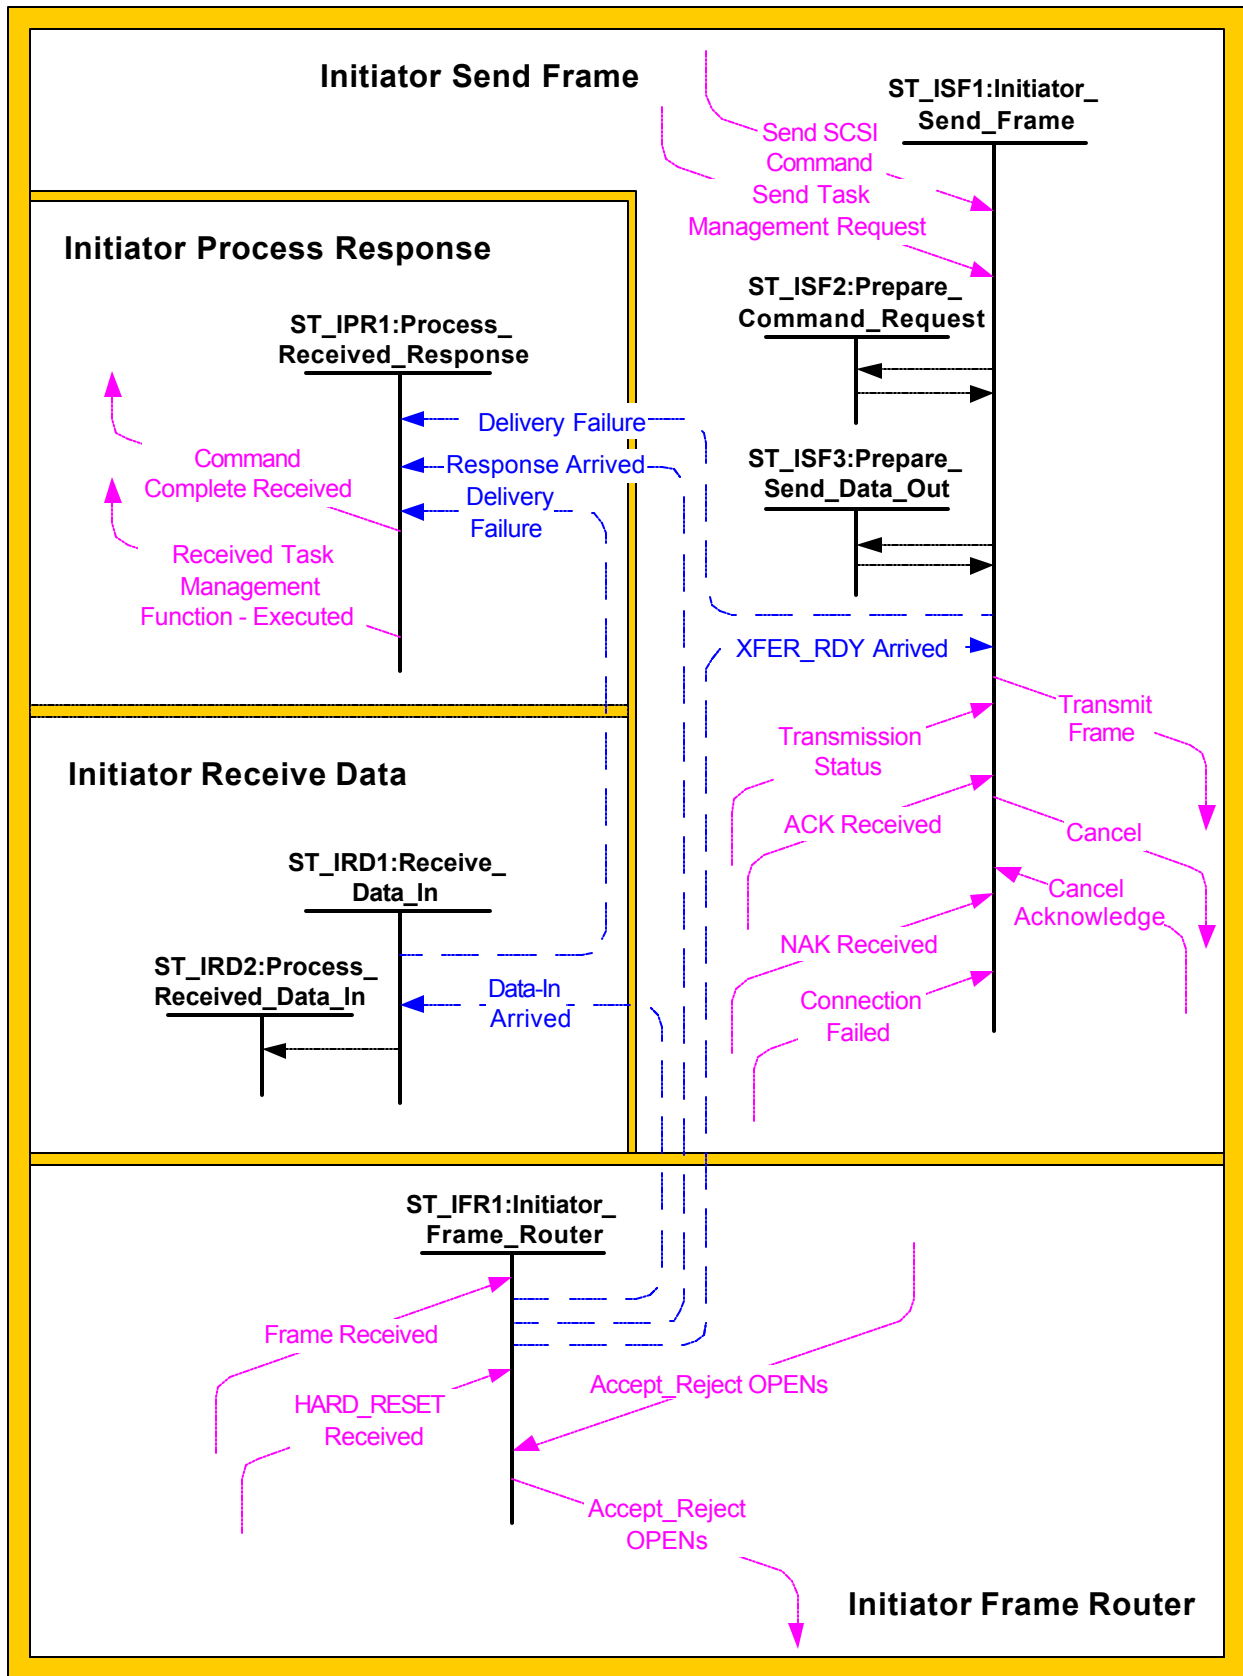 Initiator Send Frame
ST_ISF1:Initiator_
Send_Frame
Send SCSI
Command
Send Task
Management Request
Initiator Process Response
ST_ISF2:Prepare_
Command_Request
ST_IPR1:Process_
Received_Response
Delivery Failure
Command
Complete Received
Response Arrived
Delivery
Failure
ST_ISF3:Prepare_
Send_Data_Out
Received Task
Management
Function - Executed
XFER_RDY Arrived
Transmit
Frame
Transmission
Status
Initiator Receive Data
ACK Received
Cancel
ST_IRD1:Receive_
Data_In
Cancel
Acknowledge
NAK Received
ST_IRD2:Process_
Received_Data_In
Data-In
Arrived
Connection
Failed
ST_IFR1:Initiator_
Frame_Router
Frame Received
Accept_Reject OPENs
HARD_RESET
Received
Accept_Reject
OPENs
Initiator Frame Router